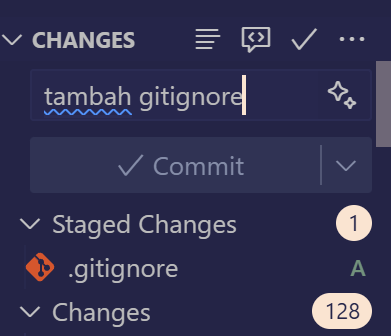 CHANGES
tambah gitignore
Commit
Staged Changes 1
.gitignore A
Changes 128